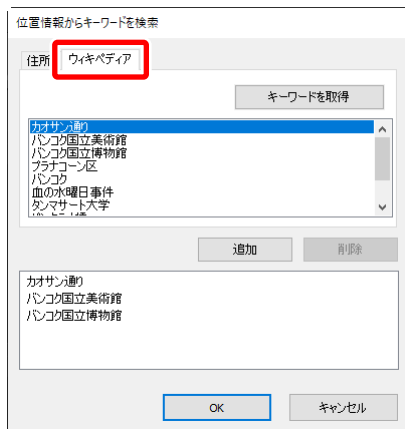 位置情報からキーワードを検索
住所 ウィキペディア
キーワードを取得
カオサン通り
バンコク国立美術館
バンコク国立博物館
プラナコーン区
バンコク
血の水曜日事件
タンマサート大学
追加 削除
カオサン通り
バンコク国立美術館
バンコク国立博物館
OK キャンセル